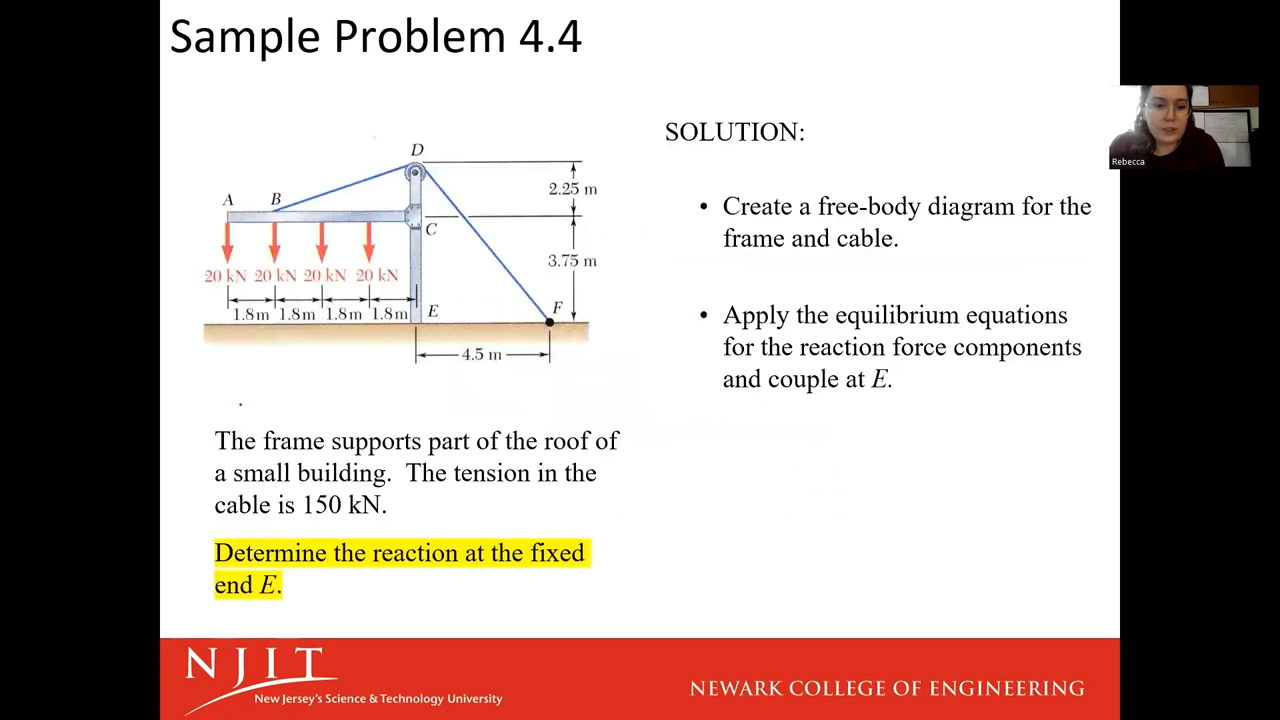 Sample Problem 4.4
Rebecca
SOLUTION:
• Create a free-body diagram for the
frame and cable.
• Apply the equilibrium equations
for the reaction force components
and couple at E.
D
2.25 m
A
B
C
20 kN 20 kN 20 kN 20 kN
3.75 m
1.8m 1.8m 1.8m 1.8m
E
F
4.5 m
The frame supports part of the roof of
a small building. The tension in the
cable is 150 kN.
Determine the reaction at the fixed
end E.
NJIT
New Jersey's Science & Technology University
NEWARK COLLEGE OF ENGINEERING